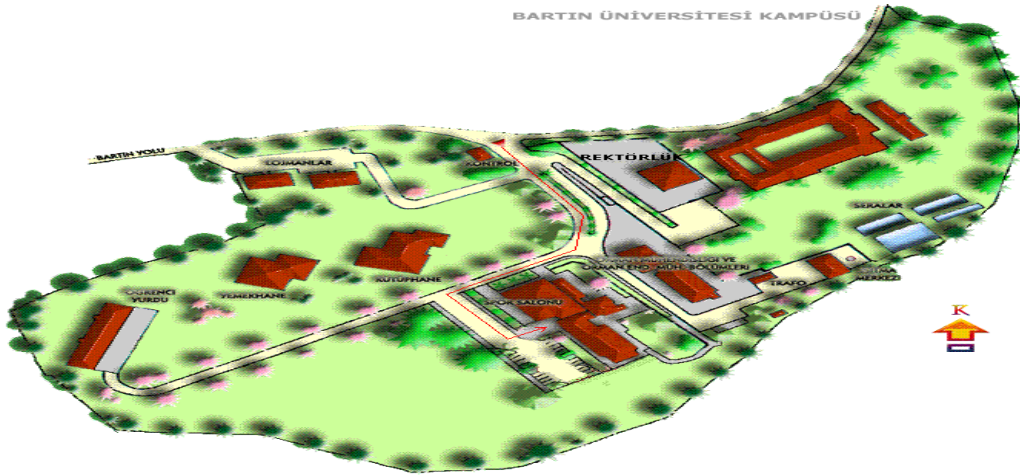 BARTIN ÜNİVERSİTESİ KAMPÜSÜ
BARTIN YOLU
LOJMANLAR
KONTROL
REKTÖRLÜK
SERALAR
KÜTÜPHANE
YEMEKHANE
ÖĞRENCİ
YURDU
SPOR SALONU
VE
ORMAN END. MÜH. BÖLÜMLERİ
TRAFO
MERKEZİ
K